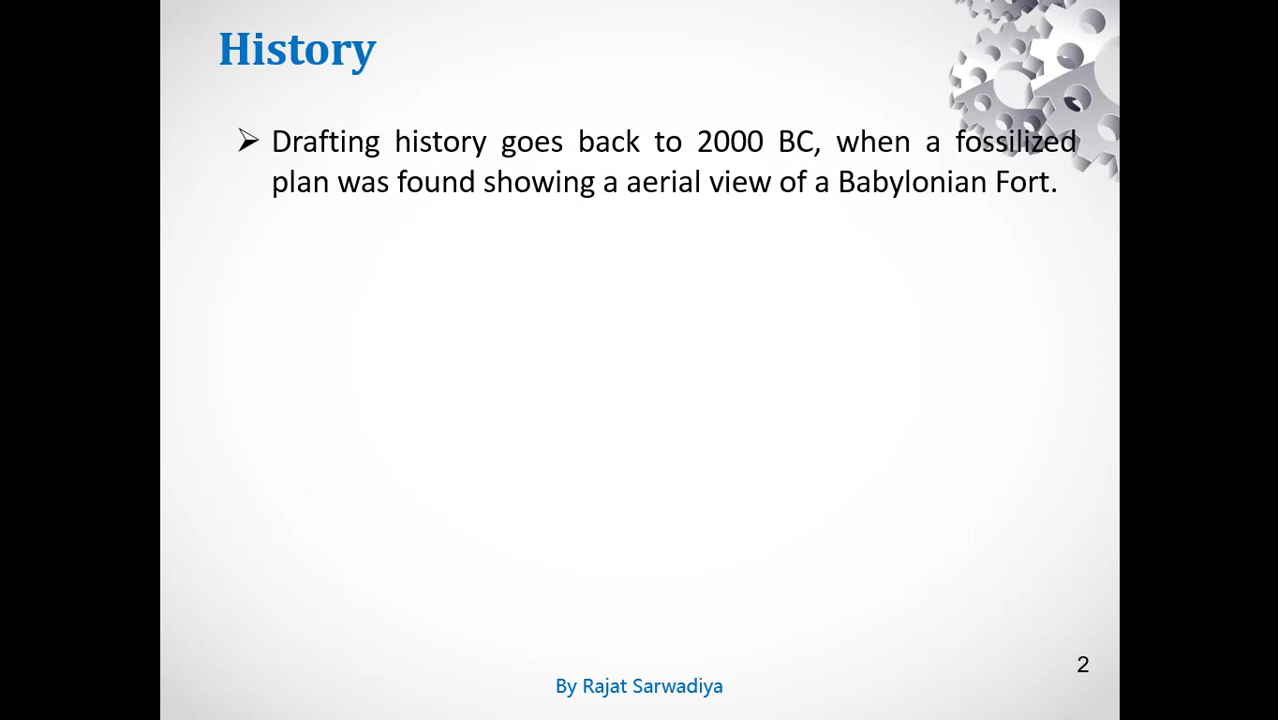 History
➢ Drafting history goes back to 2000 BC, when a fossilized
plan was found showing a aerial view of a Babylonian Fort.
2
By Rajat Sarwadiya